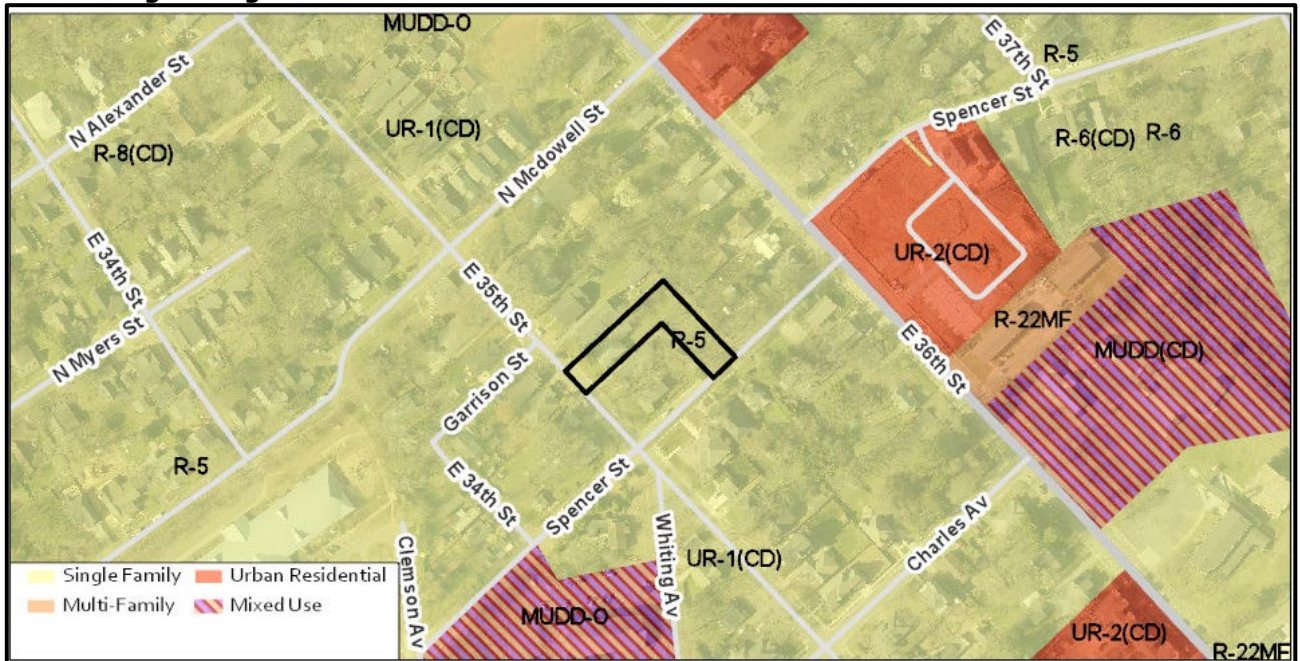 MUDD-O
E 37th St
R-5
N Alexander St
Spencer St
UR-1(CD)
R-6(CD)
R-6
R-8(CD)
N Mcdowell St
E 34th St
UR-2(CD)
E 35th St
R-22MF
N Myers St
R-5
MUDD(CD)
E 36th St
Garrison St
R-5
E 34th St
Spencer St
Whiting Av
Charles Av
Clemson Av
UR-1(CD)
Single Family
Urban Residential
Multi-Family
Mixed Use
MUDD-O
UR-2(CD)
R-22MF